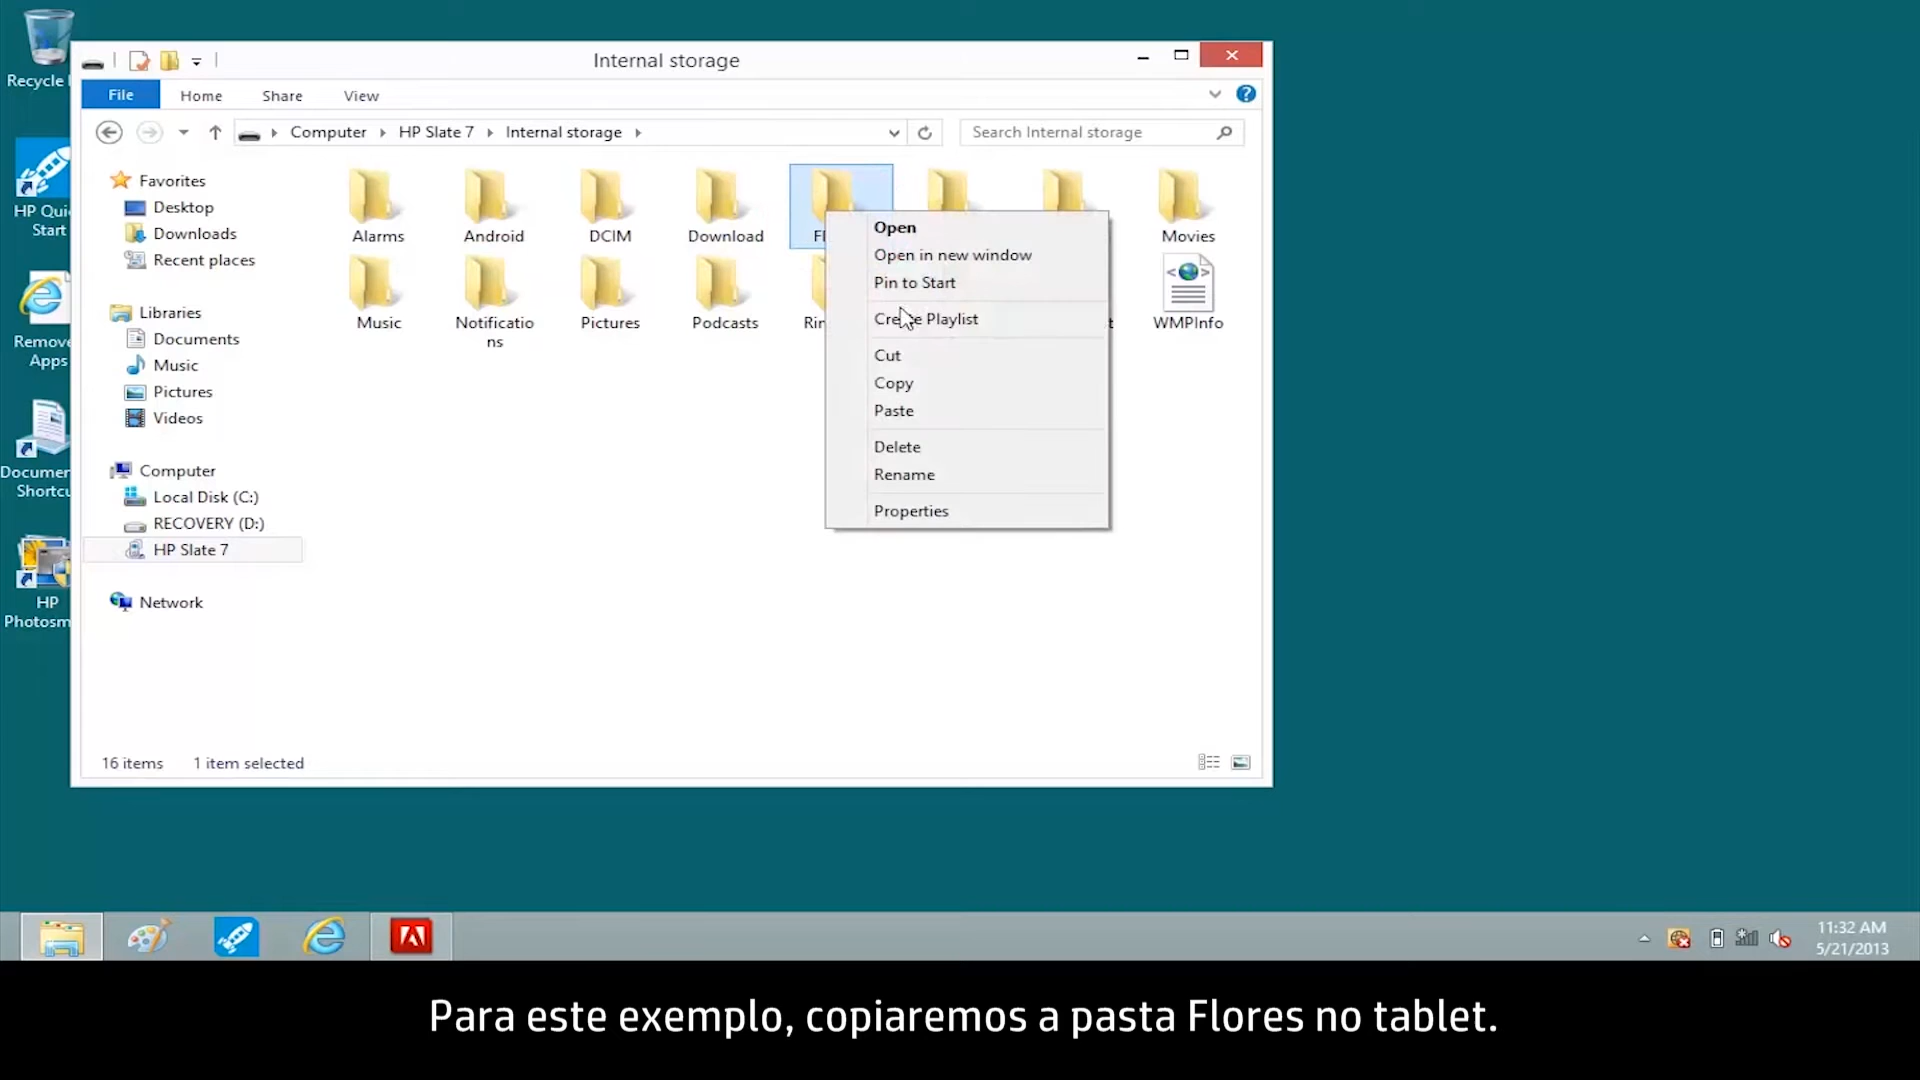 Recycle
Internal storage
File Home Share View
Computer HP Slate 7 Internal storage
Search Internal storage
HP Quic
Start
Remove
Apps
Documen
Shortcu
HP
Photosm
Favorites
Desktop
Downloads
Recent places
Libraries
Documents
Music
Pictures
Videos
Computer
Local Disk (C:)
RECOVERY (D:)
HP Slate 7
Network
Alarms Android DCIM Download Fl Movies
Music Notificatio Pictures Podcasts Rin t WMPInfo
ns
Open
Open in new window
Pin to Start
Create Playlist
Cut
Copy
Paste
Delete
Rename
Properties
16 items 1 item selected
11:32 AM
5/21/2013
Para este exemplo, copiaremos a pasta Flores no tablet.